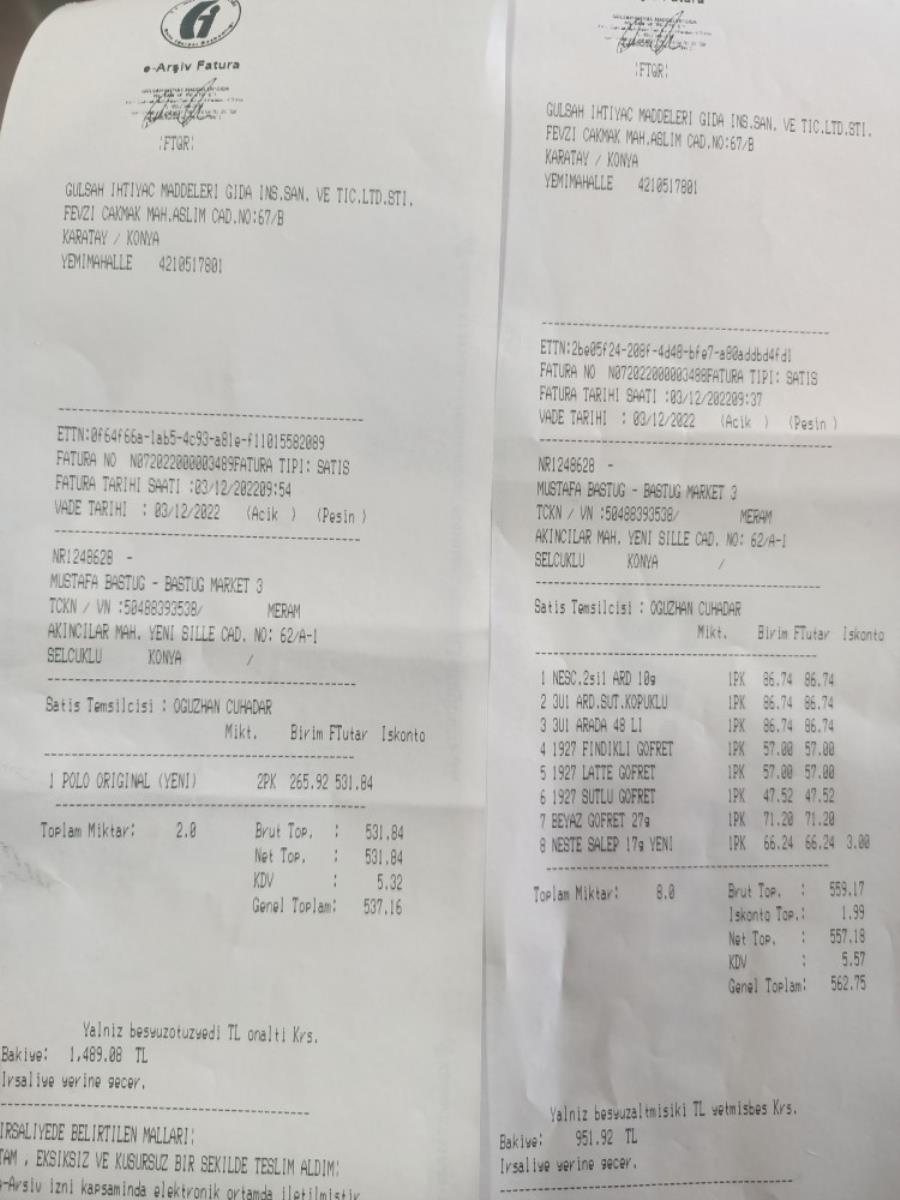 e-Arşiv Fatura
¦FTQR¦
GULSAH IHTIYAC MADDELERI GIDA INS.SAN. VE TIC.LTD.STI.
FEVZI CAKMAK MAH.ASLIM CAD.NO:67/B
KARATAY / KONYA
YEMIMAHALLE 4210517801
ETTN:0f64f66a-1ab5-4c93-a81e-f11015582089
FATURA NO N072022000003489FATURA TIPI: SATIS
FATURA TARIHI SAATI :03/12/202209:54
VADE TARIHI : 03/12/2022 (Acik ) (Pesin )
NR1248628 -
MUSTAFA BASTUG - BASTUG MARKET 3
TCKN / VN :50488393538/ MERAM
AKINCILAR MAH. YENI SILLE CAD. NO: 62/A-1
SELCUKLU KONYA /
Satis Temsilcisi : OGUZHAN CUHADAR
Mikt. Birim FTutar Iskonto
1 POLO ORIGINAL (YENI) 2PK 265.92 531.84
Toplam Miktar: 2.0 Brut Top. : 531.84
Net Top. : 531.84
KDV : 5.32
Genel Toplam: 537.16
Yalniz besyuzotuzyedi TL onalti Krs.
Bakiye: 1,489.08 TL
Irsaliye yerine gecer.
IRSALIYEDE BELIRTILEN MALLARI¦
TAM , EKSIKSIZ VE KUSURSUZ BIR SEKILDE TESLIM ALDIM¦
e-Arsiv izni kapsaminda elektronik ortamda iletilmistir
¦FTQR¦
GULSAH IHTIYAC MADDELERI GIDA INS.SAN. VE TIC.LTD.STI.
FEVZI CAKMAK MAH.ASLIM CAD.NO:67/B
KARATAY / KONYA
YEMIMAHALLE 4210517801
ETTN:2be05f24-208f-4d48-bfe7-a80addbd4fd1
FATURA NO N072022000003488FATURA TIPI: SATIS
FATURA TARIHI SAATI :03/12/202209:37
VADE TARIHI : 03/12/2022 (Acik ) (Pesin )
NR1248628 -
MUSTAFA BASTUG - BASTUG MARKET 3
TCKN / VN :50488393538/ MERAM
AKINCILAR MAH. YENI SILLE CAD. NO: 62/A-1
SELCUKLU KONYA /
Satis Temsilcisi : OGUZHAN CUHADAR
Mikt. Birim FTutar Iskonto
1 NESC.2si1 ARD 10g 1PK 86.74 86.74
2 3U1 ARD.SUT.KOPUKLU 1PK 86.74 86.74
3 3U1 ARADA 48 LI 1PK 86.74 86.74
4 1927 FINDIKLI GOFRET 1PK 57.00 57.00
5 1927 LATTE GOFRET 1PK 57.00 57.00
6 1927 SUTLU GOFRET 1PK 47.52 47.52
7 BEYAZ GOFRET 27g 1PK 71.20 71.20
8 NESTE SALEP 17g YENI 1PK 66.24 66.24 3.00
Toplam Miktar: 8.0 Brut Top. : 559.17
Iskonto Top.: 1.99
Net Top. : 557.18
KDV : 5.57
Genel Toplam: 562.75
Yalniz besyuzaltmisiki TL yetmisbes Krs.
Bakiye: 951.92 TL
Irsaliye yerine gecer.